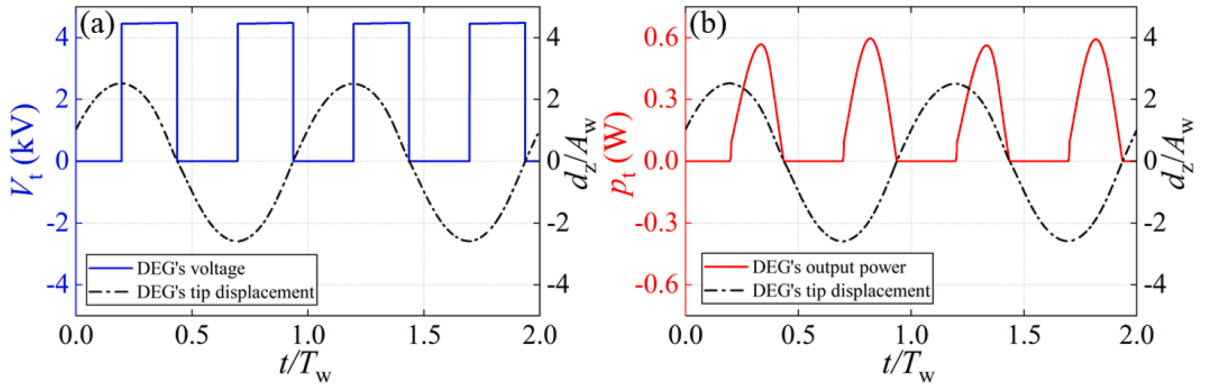 (a)
4
2
0
-2
-4
V_t (kV)
4
2
0
-2
-4
d_z/A_w
DEG's voltage
DEG's tip displacement
0.0 0.5 1.0 1.5 2.0
t/T_w
(b)
0.6
0.3
0.0
-0.3
-0.6
p_t (W)
4
2
0
-2
-4
d_z/A_w
DEG's output power
DEG's tip displacement
0.0 0.5 1.0 1.5 2.0
t/T_w